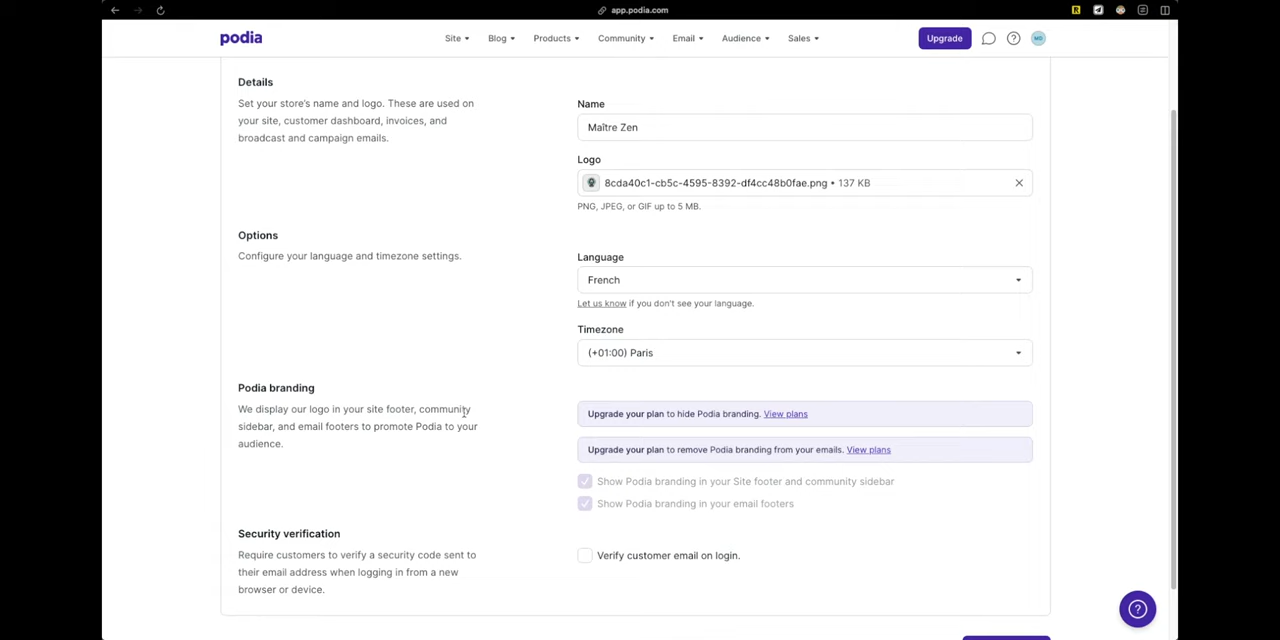 app.podia.com
podia
Site
Blog
Products
Community
Email
Audience
Sales
Upgrade
MD
Details
Set your store's name and logo. These are used on
your site, customer dashboard, invoices, and
broadcast and campaign emails.
Name
Maître Zen
Logo
8cda40c1-cb5c-4595-8392-df4cc48b0fae.png • 137 KB
PNG, JPEG, or GIF up to 5 MB.
Options
Configure your language and timezone settings.
Language
French
Let us know if you don't see your language.
Timezone
(+01:00) Paris
Podia branding
We display our logo in your site footer, community
sidebar, and email footers to promote Podia to your
audience.
Upgrade your plan to hide Podia branding. View plans
Upgrade your plan to remove Podia branding from your emails. View plans
Show Podia branding in your Site footer and community sidebar
Show Podia branding in your email footers
Security verification
Require customers to verify a security code sent to
their email address when logging in from a new
browser or device.
Verify customer email on login.